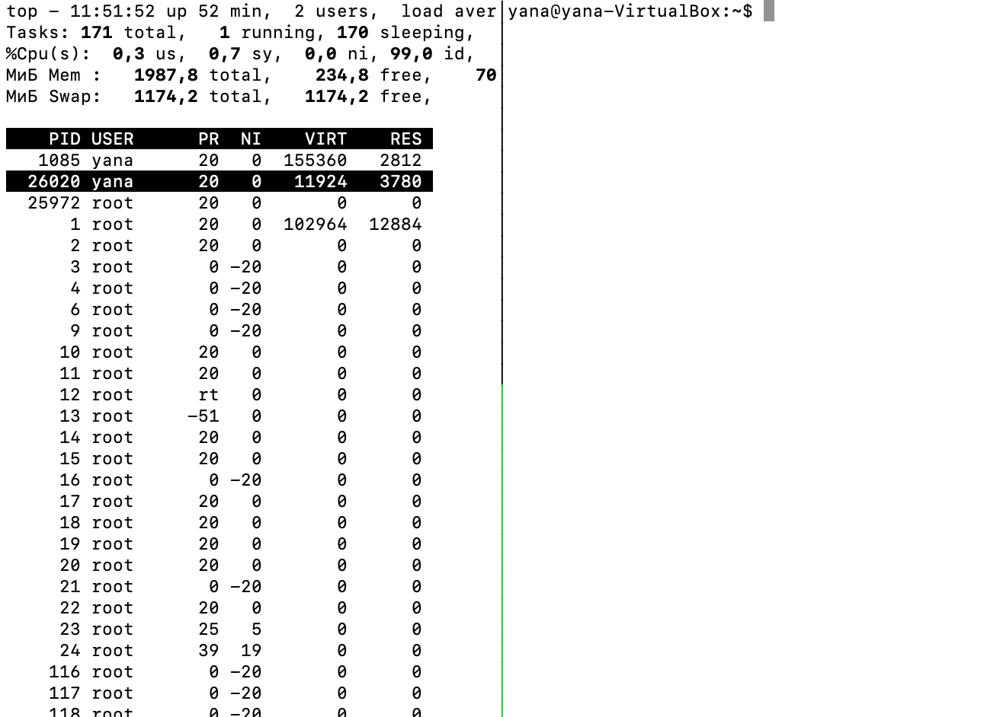 top – 11:51:52 up 52 min,  2 users,  load aver
Tasks: 171 total,   1 running, 170 sleeping,
%Cpu(s):  0,3 us,  0,7 sy,  0,0 ni, 99,0 id,
МиБ Mem :   1987,8 total,    234,8 free,    70
МиБ Swap:   1174,2 total,   1174,2 free,
PID USER      PR  NI    VIRT    RES
1085 yana      20   0  155360   2812
26020 yana      20   0   11924   3780
25972 root      20   0       0      0
1 root      20   0  102964  12884
2 root      20   0       0      0
3 root       0 –20       0      0
4 root       0 –20       0      0
6 root       0 –20       0      0
9 root       0 –20       0      0
10 root      20   0       0      0
11 root      20   0       0      0
12 root      rt   0       0      0
13 root     –51   0       0      0
14 root      20   0       0      0
15 root      20   0       0      0
16 root       0 –20       0      0
17 root      20   0       0      0
18 root      20   0       0      0
19 root      20   0       0      0
20 root      20   0       0      0
21 root       0 –20       0      0
22 root      20   0       0      0
23 root      25   5       0      0
24 root      39  19       0      0
116 root       0 –20       0      0
117 root       0 –20       0      0
118 root       0 –20       0      0
yana@yana–VirtualBox:~$